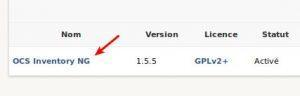 Nom Version Licence Statut
OCS Inventory NG 1.5.5 GPLv2+ Activé